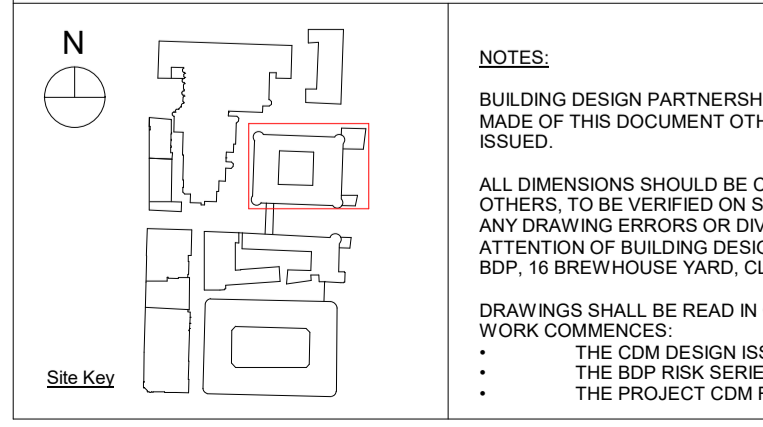 N
Site Key
NOTES:
BUILDING DESIGN PARTNERSH
MADE OF THIS DOCUMENT OTH
ISSUED.
ALL DIMENSIONS SHOULD BE C
OTHERS, TO BE VERIFIED ON S
ANY DRAWING ERRORS OR DIV
ATTENTION OF BUILDING DESIG
BDP, 16 BREWHOUSE YARD, CL
DRAWINGS SHALL BE READ IN
WORK COMMENCES:
• THE CDM DESIGN ISS
• THE BDP RISK SERIE
• THE PROJECT CDM F